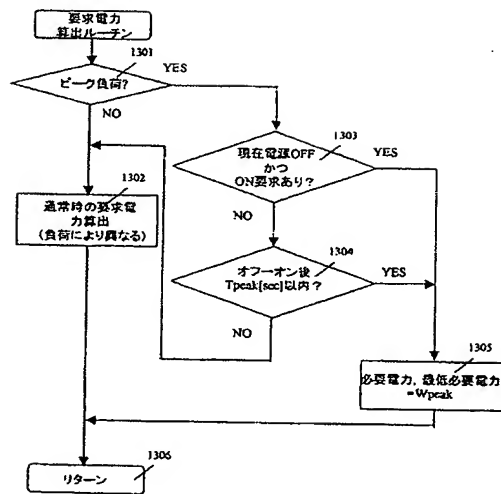 要求電力
算出ルーチン
1301
ピーク負荷?
YES
NO
1303
現在電源OFF
かつ
ON要求あり?
YES
NO
1302
通常時の要求電
力算出
(負荷により異なる)
1304
オフーオン後
Tpeak[sec]以内?
YES
NO
1305
必要電力, 最低必要電力
=Wpeak
1306
リターン